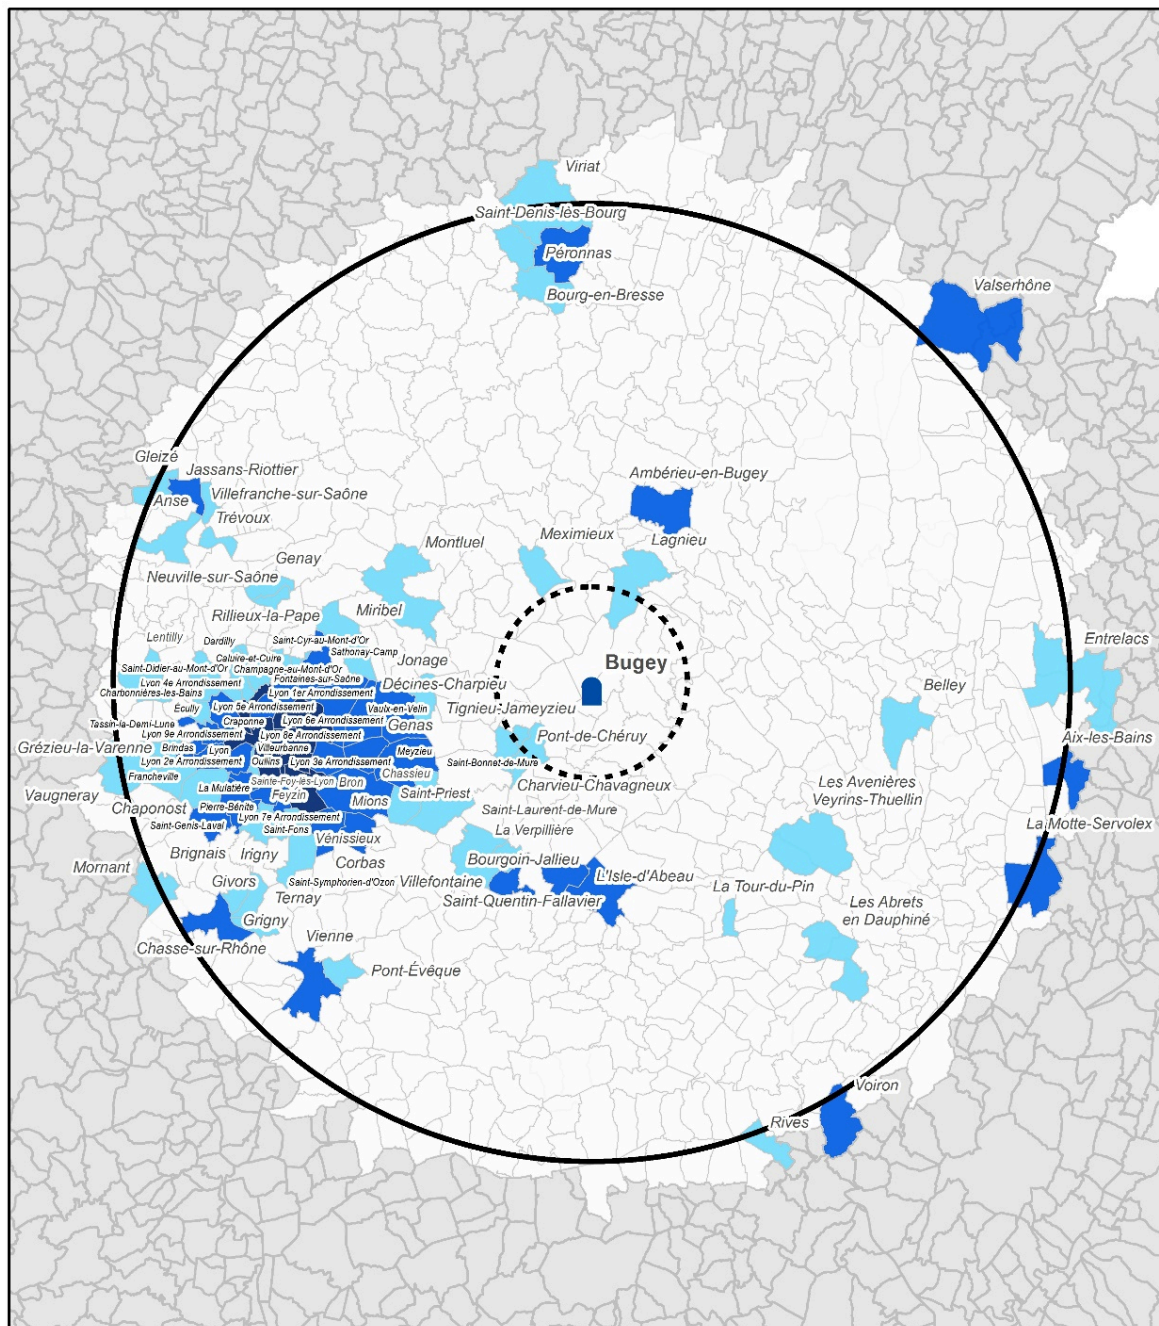 Viriat
Saint-Denis-lès-Bourg
Péronnas
Bourg-en-Bresse
Valserhône
Gleizé
Jassans-Riottier
Anse
Villefranche-sur-Saône
Trévoux
Ambérieu-en-Bugey
Lagnieu
Meximieux
Montluel
Genay
Neuville-sur-Saône
Miribel
Rillieux-la-Pape
Lentilly
Dardilly
Saint-Cyr-au-Mont-d'Or
Sathonay-Camp
Caluire-et-Cuire
Jonage
Saint-Didier-au-Mont-d'Or
Champagne-au-Mont-d'Or
Fontaines-sur-Saône
Lyon 4e Arrondissement
Décines-Charpieu
Charbonnières-les-Bains
Lyon 1er Arrondissement
Écully
Lyon 5e Arrondissement
Vaulx-en-Velin
Tignieu-Jameyzieu
Tassin-la-Demi-Lune
Craponne
Lyon 6e Arrondissement
Genas
Lyon 9e Arrondissement
Lyon 8e Arrondissement
Pont-de-Chéruy
Grézieu-la-Varenne
Brindas
Lyon
Villeurbanne
Meyzieu
Lyon 2e Arrondissement
Oullins
Lyon 3e Arrondissement
Saint-Bonnet-de-Mure
Francheville
Sainte-Foy-lès-Lyon
Bron
Chassieu
Charvieu-Chavagneux
Vaugneray
La Mulatière
Feyzin
Mions
Saint-Priest
Chaponost
Pierre-Bénite
Lyon 7e Arrondissement
Saint-Laurent-de-Mure
Saint-Genis-Laval
Saint-Fons
Vénissieux
La Verpillière
Brignais
Irigny
Corbas
Bourgoin-Jallieu
Mornant
Givors
Saint-Symphorien-d'Ozon
Villefontaine
L'Isle-d'Abeau
Ternay
Saint-Quentin-Fallavier
Grigny
Chasse-sur-Rhône
Vienne
Pont-Évêque
Bugey
Entrelacs
Belley
Aix-les-Bains
Les Avenières
Veyrins-Thuellin
La Motte-Servolex
La Tour-du-Pin
Les Abrets
en Dauphiné
Voiron
Rives